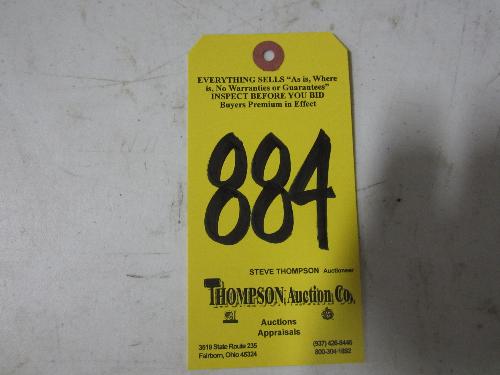 EVERYTHING SELLS "As is, Where
is, No Warranties or Guarantees"
INSPECT BEFORE YOU BID
Buyers Premium in Effect
884
STEVE THOMPSON Auctioneer
THOMPSON Auction Co.
Auctions
Appraisals
3619 State Route 235
Fairborn, Ohio 45324
(937) 426-8446
800-304-1892